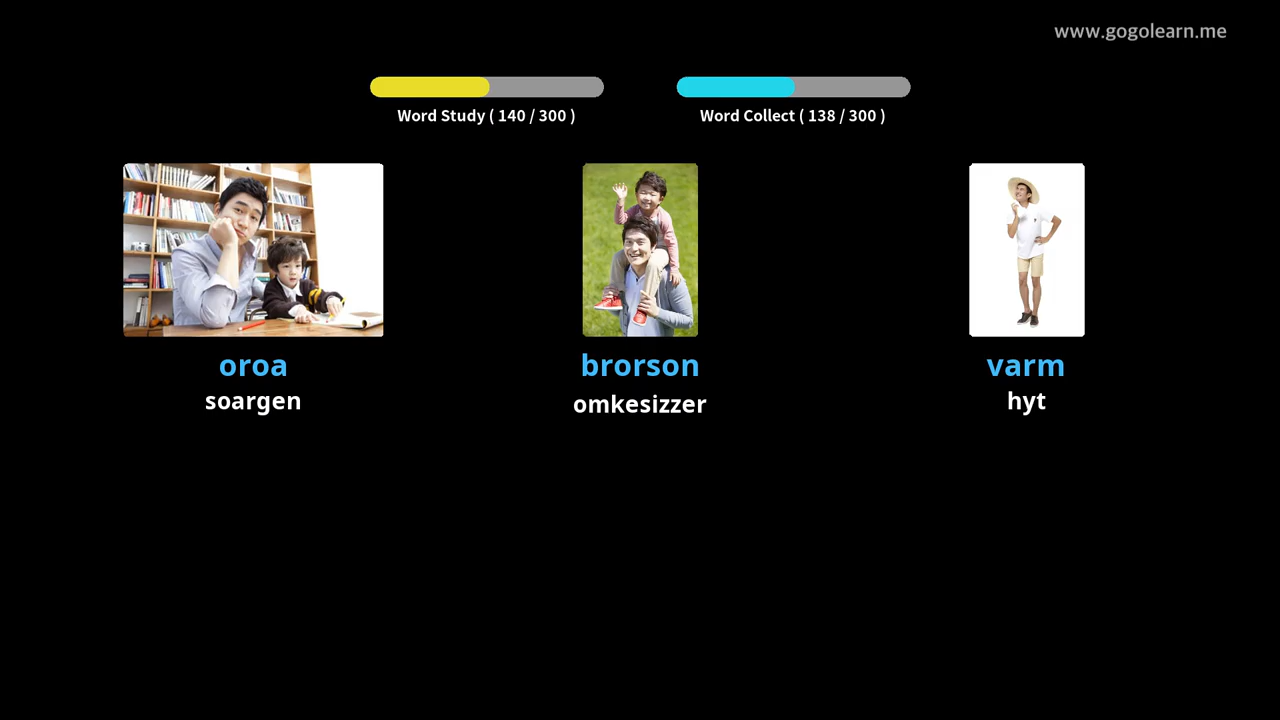 www.gogolearn.me
Word Study ( 140 / 300 )
Word Collect ( 138 / 300 )
oroa
soargen
brorson
omkesizzer
varm
hyt